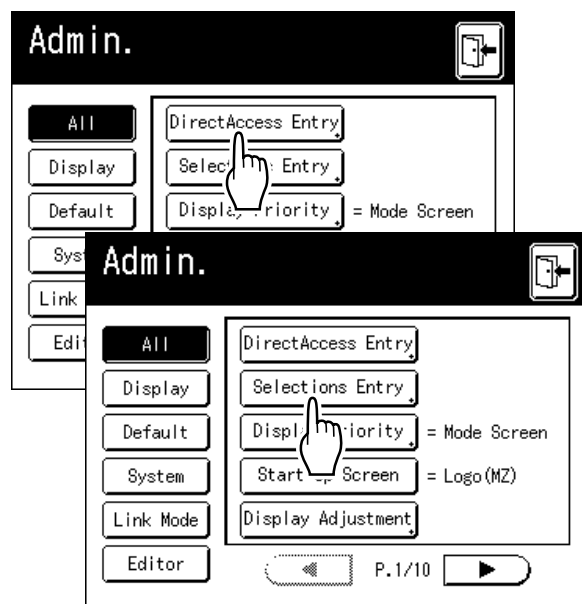 Admin.
All
DirectAccess Entry
Display
Entry
Default
= Mode Screen
Link
Admin.
All
DirectAccess Entry
Display
Selections Entry
Default
= Mode Screen
System
Screen = Logo(MZ)
Link Mode
Display Adjustment
Editor
P.1/10